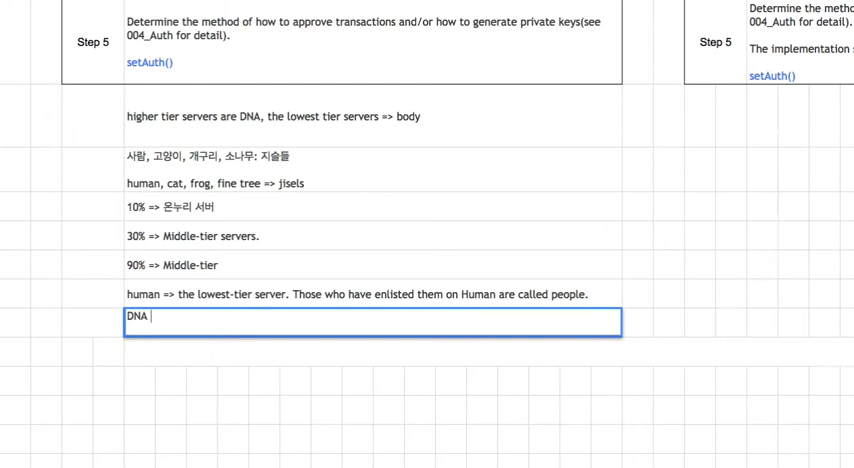 Determine the method of how to approve transactions and/or how to generate private keys(see
004_Auth for detail).
Step 5
setAuth()
Determine the metho
004_Auth for detail).
Step 5
The implementation
setAuth()
higher tier servers are DNA, the lowest tier servers => body
사람, 고양이, 개구리, 소나무: 지슬들
human, cat, frog, fine tree => jisels
10% => 온누리 서버
30% => Middle-tier servers.
90% => Middle-tier
human => the lowest-tier server. Those who have enlisted them on Human are called people.
DNA